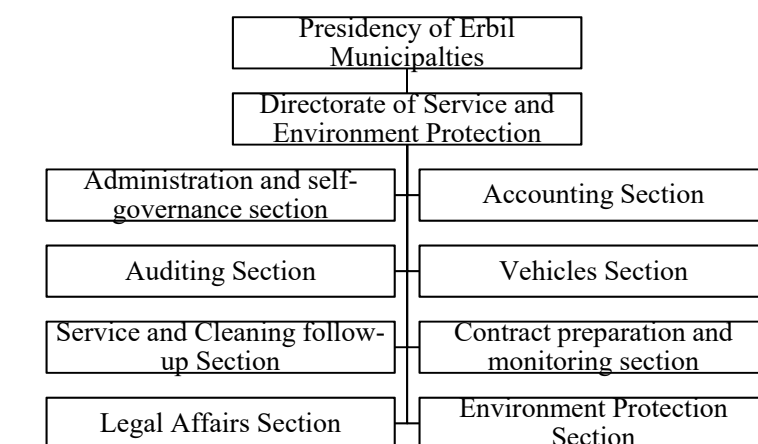 Presidency of Erbil
Municipalties
Directorate of Service and
Environment Protection
Administration and self-
governance section
Accounting Section
Auditing Section
Vehicles Section
Service and Cleaning follow-
up Section
Contract preparation and
monitoring section
Legal Affairs Section
Environment Protection
Section